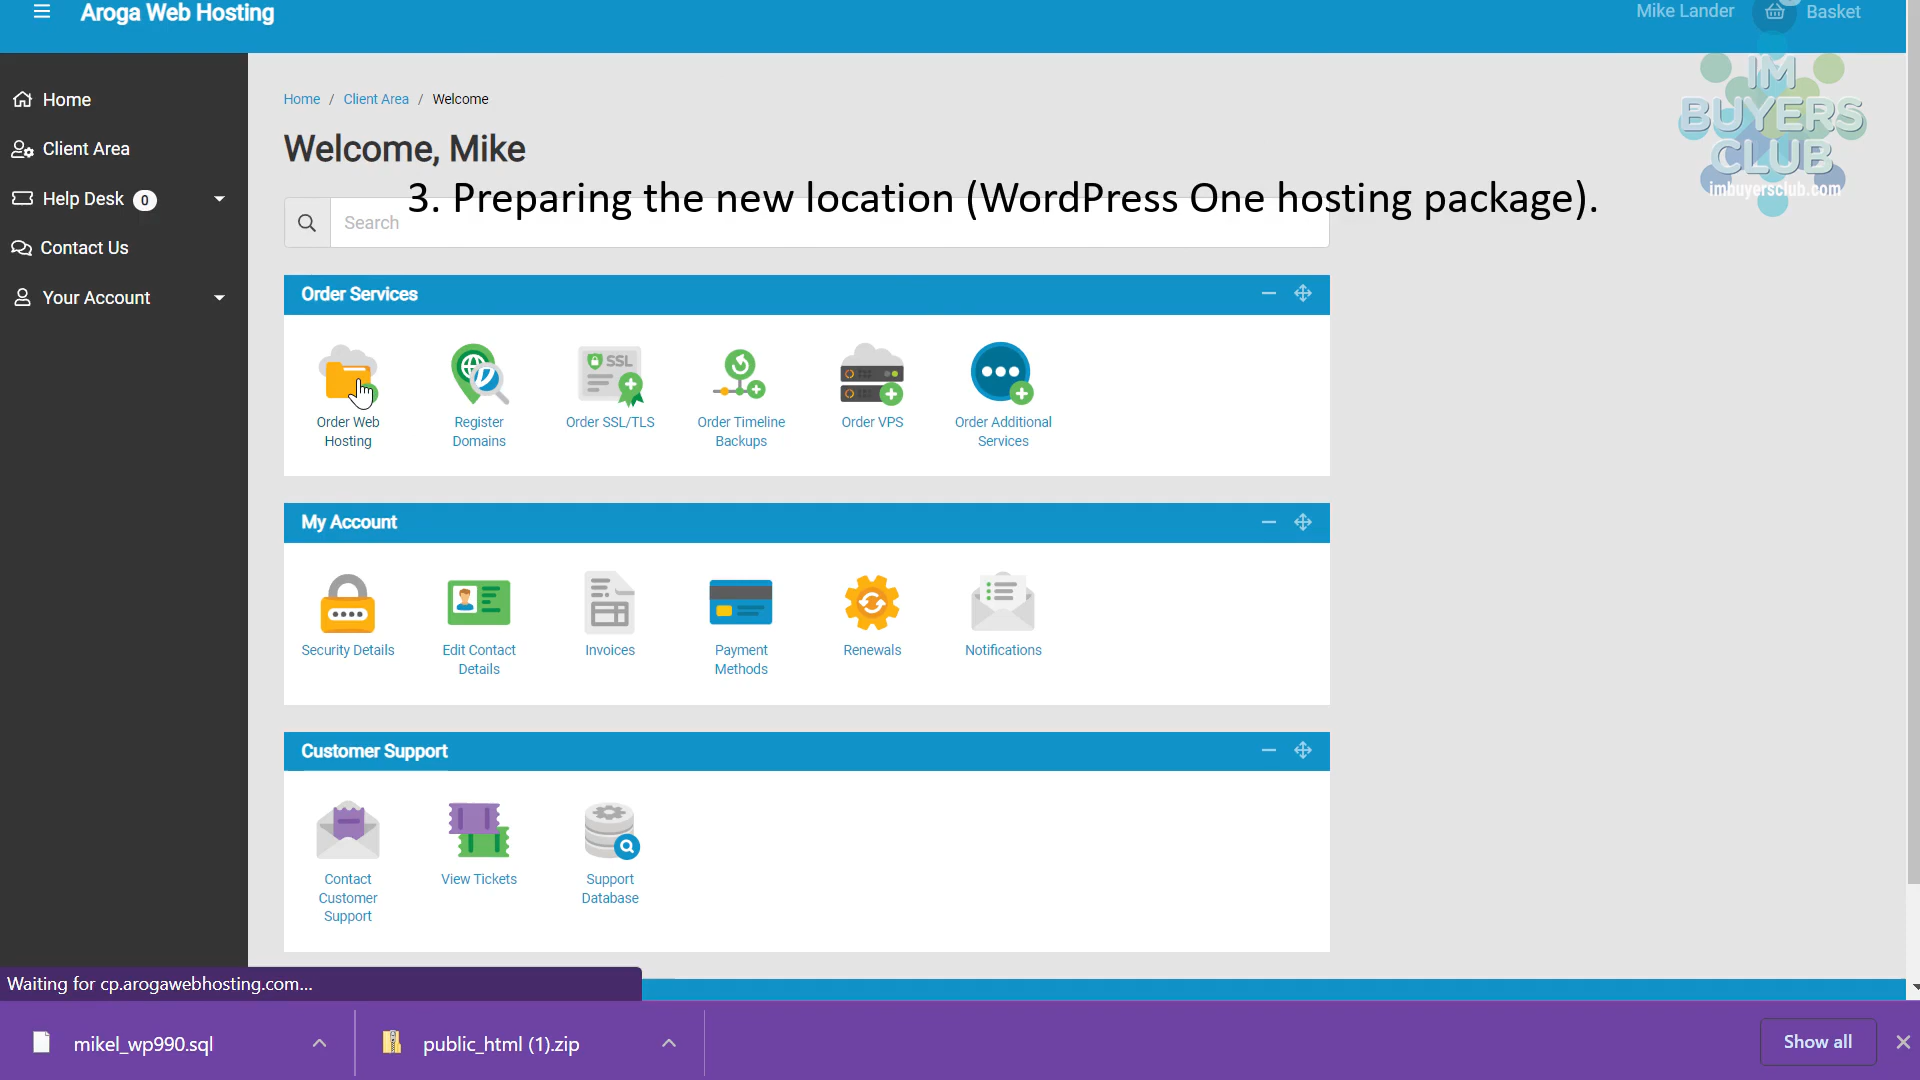 Aroga Web Hosting
Mike Lander
Basket
IM
BUYERS
CLUB
imbuyersclub.com
Home
Client Area
Help Desk 0
Contact Us
Your Account
Home / Client Area / Welcome
Welcome, Mike
3. Preparing the new location (WordPress One hosting package).
Search
Order Services
SSL
Order Web
Hosting
Register
Domains
Order SSL/TLS
Order Timeline
Backups
Order VPS
Order Additional
Services
My Account
Security Details
Edit Contact
Details
Invoices
Payment
Methods
Renewals
Notifications
Customer Support
Contact
Customer
Support
View Tickets
Support
Database
Waiting for cp.arogawebhosting.com...
mikel_wp990.sql
public_html (1).zip
Show all